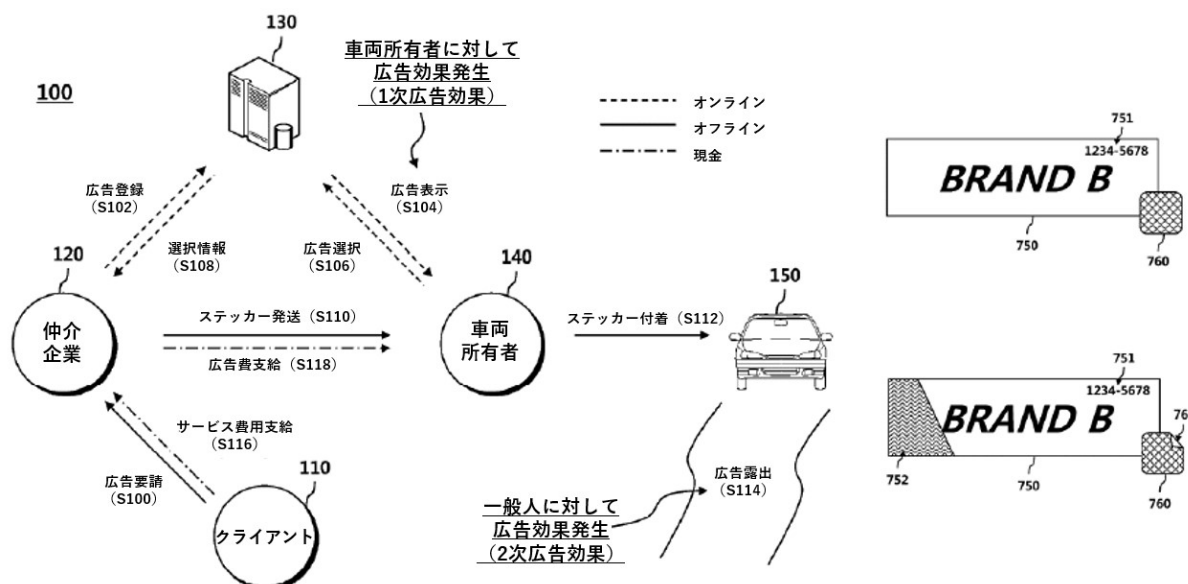 100
130
車両所有者に対して
広告効果発生
（1次広告効果）
オンライン
オフライン
現金
広告登録
（S102）
選択情報
（S108）
広告選択
（S106）
広告表示
（S104）
120
仲介
企業
ステッカー発送（S110）
広告費支給（S118）
140
車両
所有者
ステッカー付着（S112）
150
サービス費用支給
（S116）
広告要請
（S100）
110
クライアント
広告露出
（S114）
一般人に対して
広告効果発生
（2次広告効果）
751
1234-5678
BRAND B
750
760
751
1234-5678
BRAND B
76
752
750
760